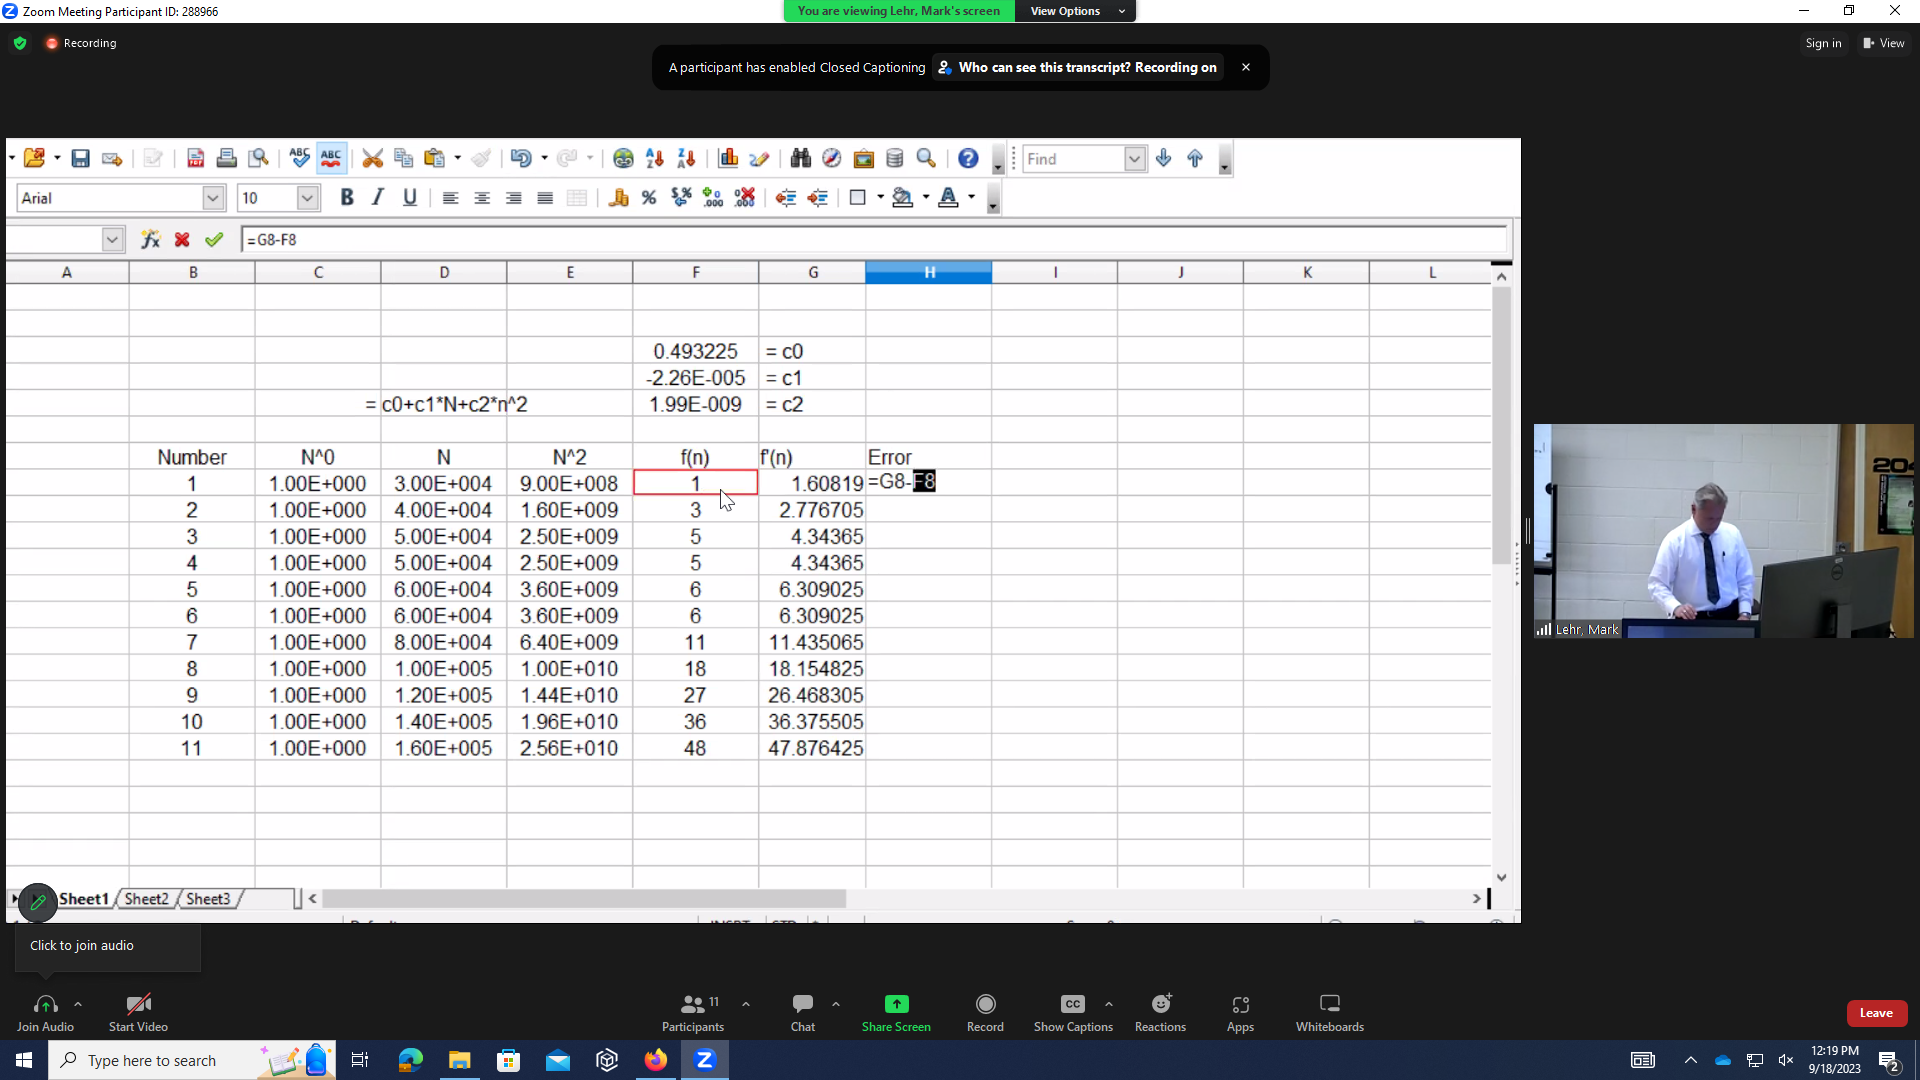 Zoom Meeting Participant ID: 288966
You are viewing Lehr, Mark's screen
View Options
Recording
Sign in
View
A participant has enabled Closed Captioning
Who can see this transcript? Recording on
ABC
ABC
Find
Arial
10
B I U
=G8-F8
A B C D E F G H I J K L
0.493225 = c0
-2.26E-005 = c1
= c0+c1*N+c2*n^2 1.99E-009 = c2
Number N^0 N N^2 f(n) f'(n) Error
1 1.00E+000 3.00E+004 9.00E+008 1 1.60819 =G8-F8
2 1.00E+000 4.00E+004 1.60E+009 3 2.776705
3 1.00E+000 5.00E+004 2.50E+009 5 4.34365
4 1.00E+000 5.00E+004 2.50E+009 5 4.34365
5 1.00E+000 6.00E+004 3.60E+009 6 6.309025
6 1.00E+000 6.00E+004 3.60E+009 6 6.309025
7 1.00E+000 8.00E+004 6.40E+009 11 11.435065
8 1.00E+000 1.00E+005 1.00E+010 18 18.154825
9 1.00E+000 1.20E+005 1.44E+010 27 26.468305
10 1.00E+000 1.40E+005 1.96E+010 36 36.375505
11 1.00E+000 1.60E+005 2.56E+010 48 47.876425
Sheet1 Sheet2 Sheet3
204
Lehr, Mark
Click to join audio
Join Audio
Start Video
11
Participants
Chat
Share Screen
Record
CC
Show Captions
Reactions
Apps
Whiteboards
Leave
Type here to search
12:19 PM
9/18/2023
2